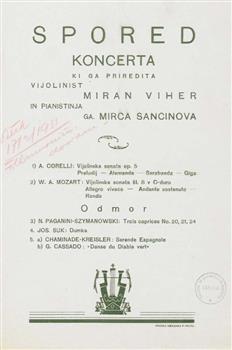 SPORED
KONCERTA
KI GA PRIREDITA
VIJOLINIST
MIRAN VIHER
IN PIANISTINJA
GA. MIRCA SANCINOVA
1) A. CORELLI: Vijolinska sonata op. 5
Preludij — Alemanda — Sarabanda — Giga
2) W. A. MOZART: Vijolinska sonata št. 8 v C-duru
Allegro vivace — Andante sostenuto
Rondo
Odmor
3) N. PAGANINI-SZYMANOWSKI: Trois caprices No. 20, 21, 24
4) JOS. SUK: Dumka
5) a) CHAMINADE-KREISLER: Serende Espagnole
b) G. CASSADO: »Danse du Diable vert«